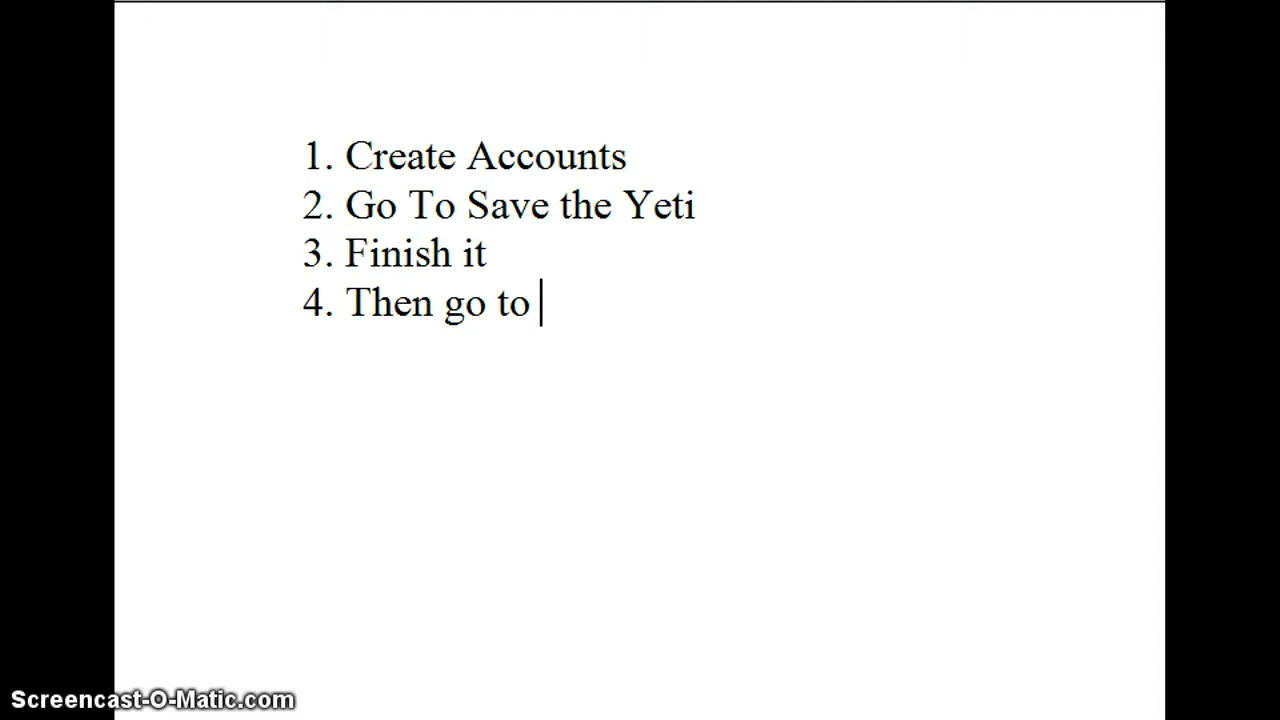 1. Create Accounts
2. Go To Save the Yeti
3. Finish it
4. Then go to
Screencast-O-Matic.com